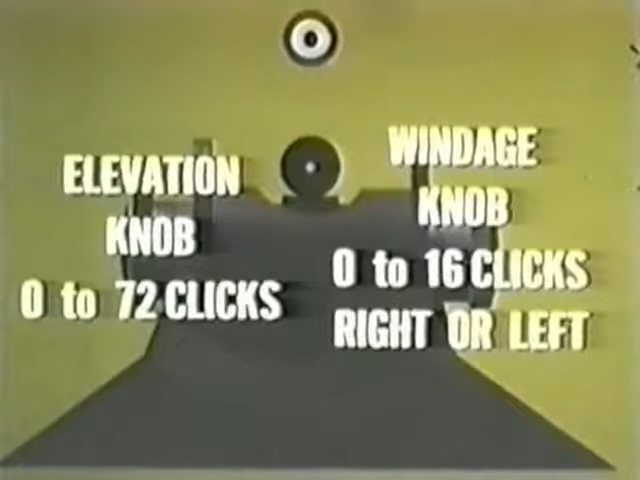 ELEVATION
KNOB
0 to 72 CLICKS
WINDAGE
KNOB
0 to 16 CLICKS
RIGHT OR LEFT